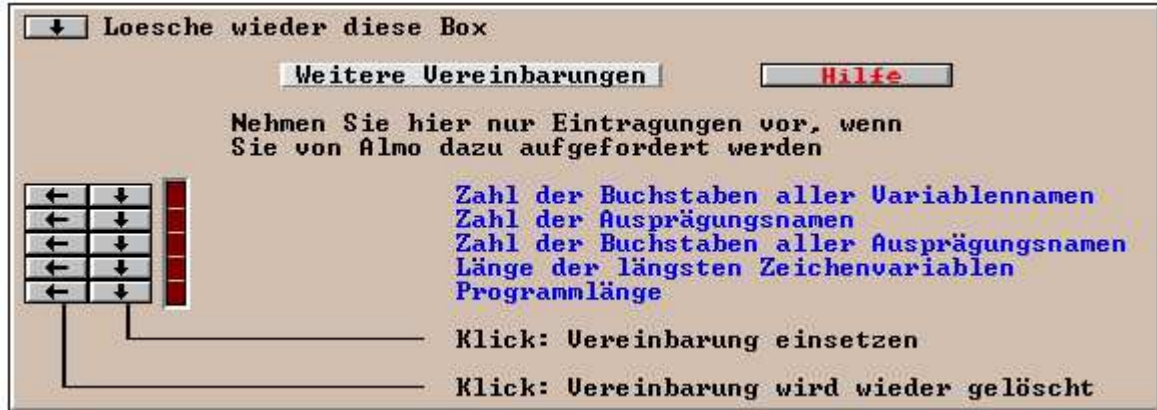 Loesche wieder diese Box
Weitere Vereinbarungen Hilfe
Nehmen Sie hier nur Eintragungen vor, wenn
Sie von Almo dazu aufgefordert werden
Zahl der Buchstaben aller Variablennamen
Zahl der Ausprägungsnamen
Zahl der Buchstaben aller Ausprägungsnamen
Länge der längsten Zeichenvariablen
Programmlänge
Klick: Vereinbarung einsetzen
Klick: Vereinbarung wird wieder gelöscht